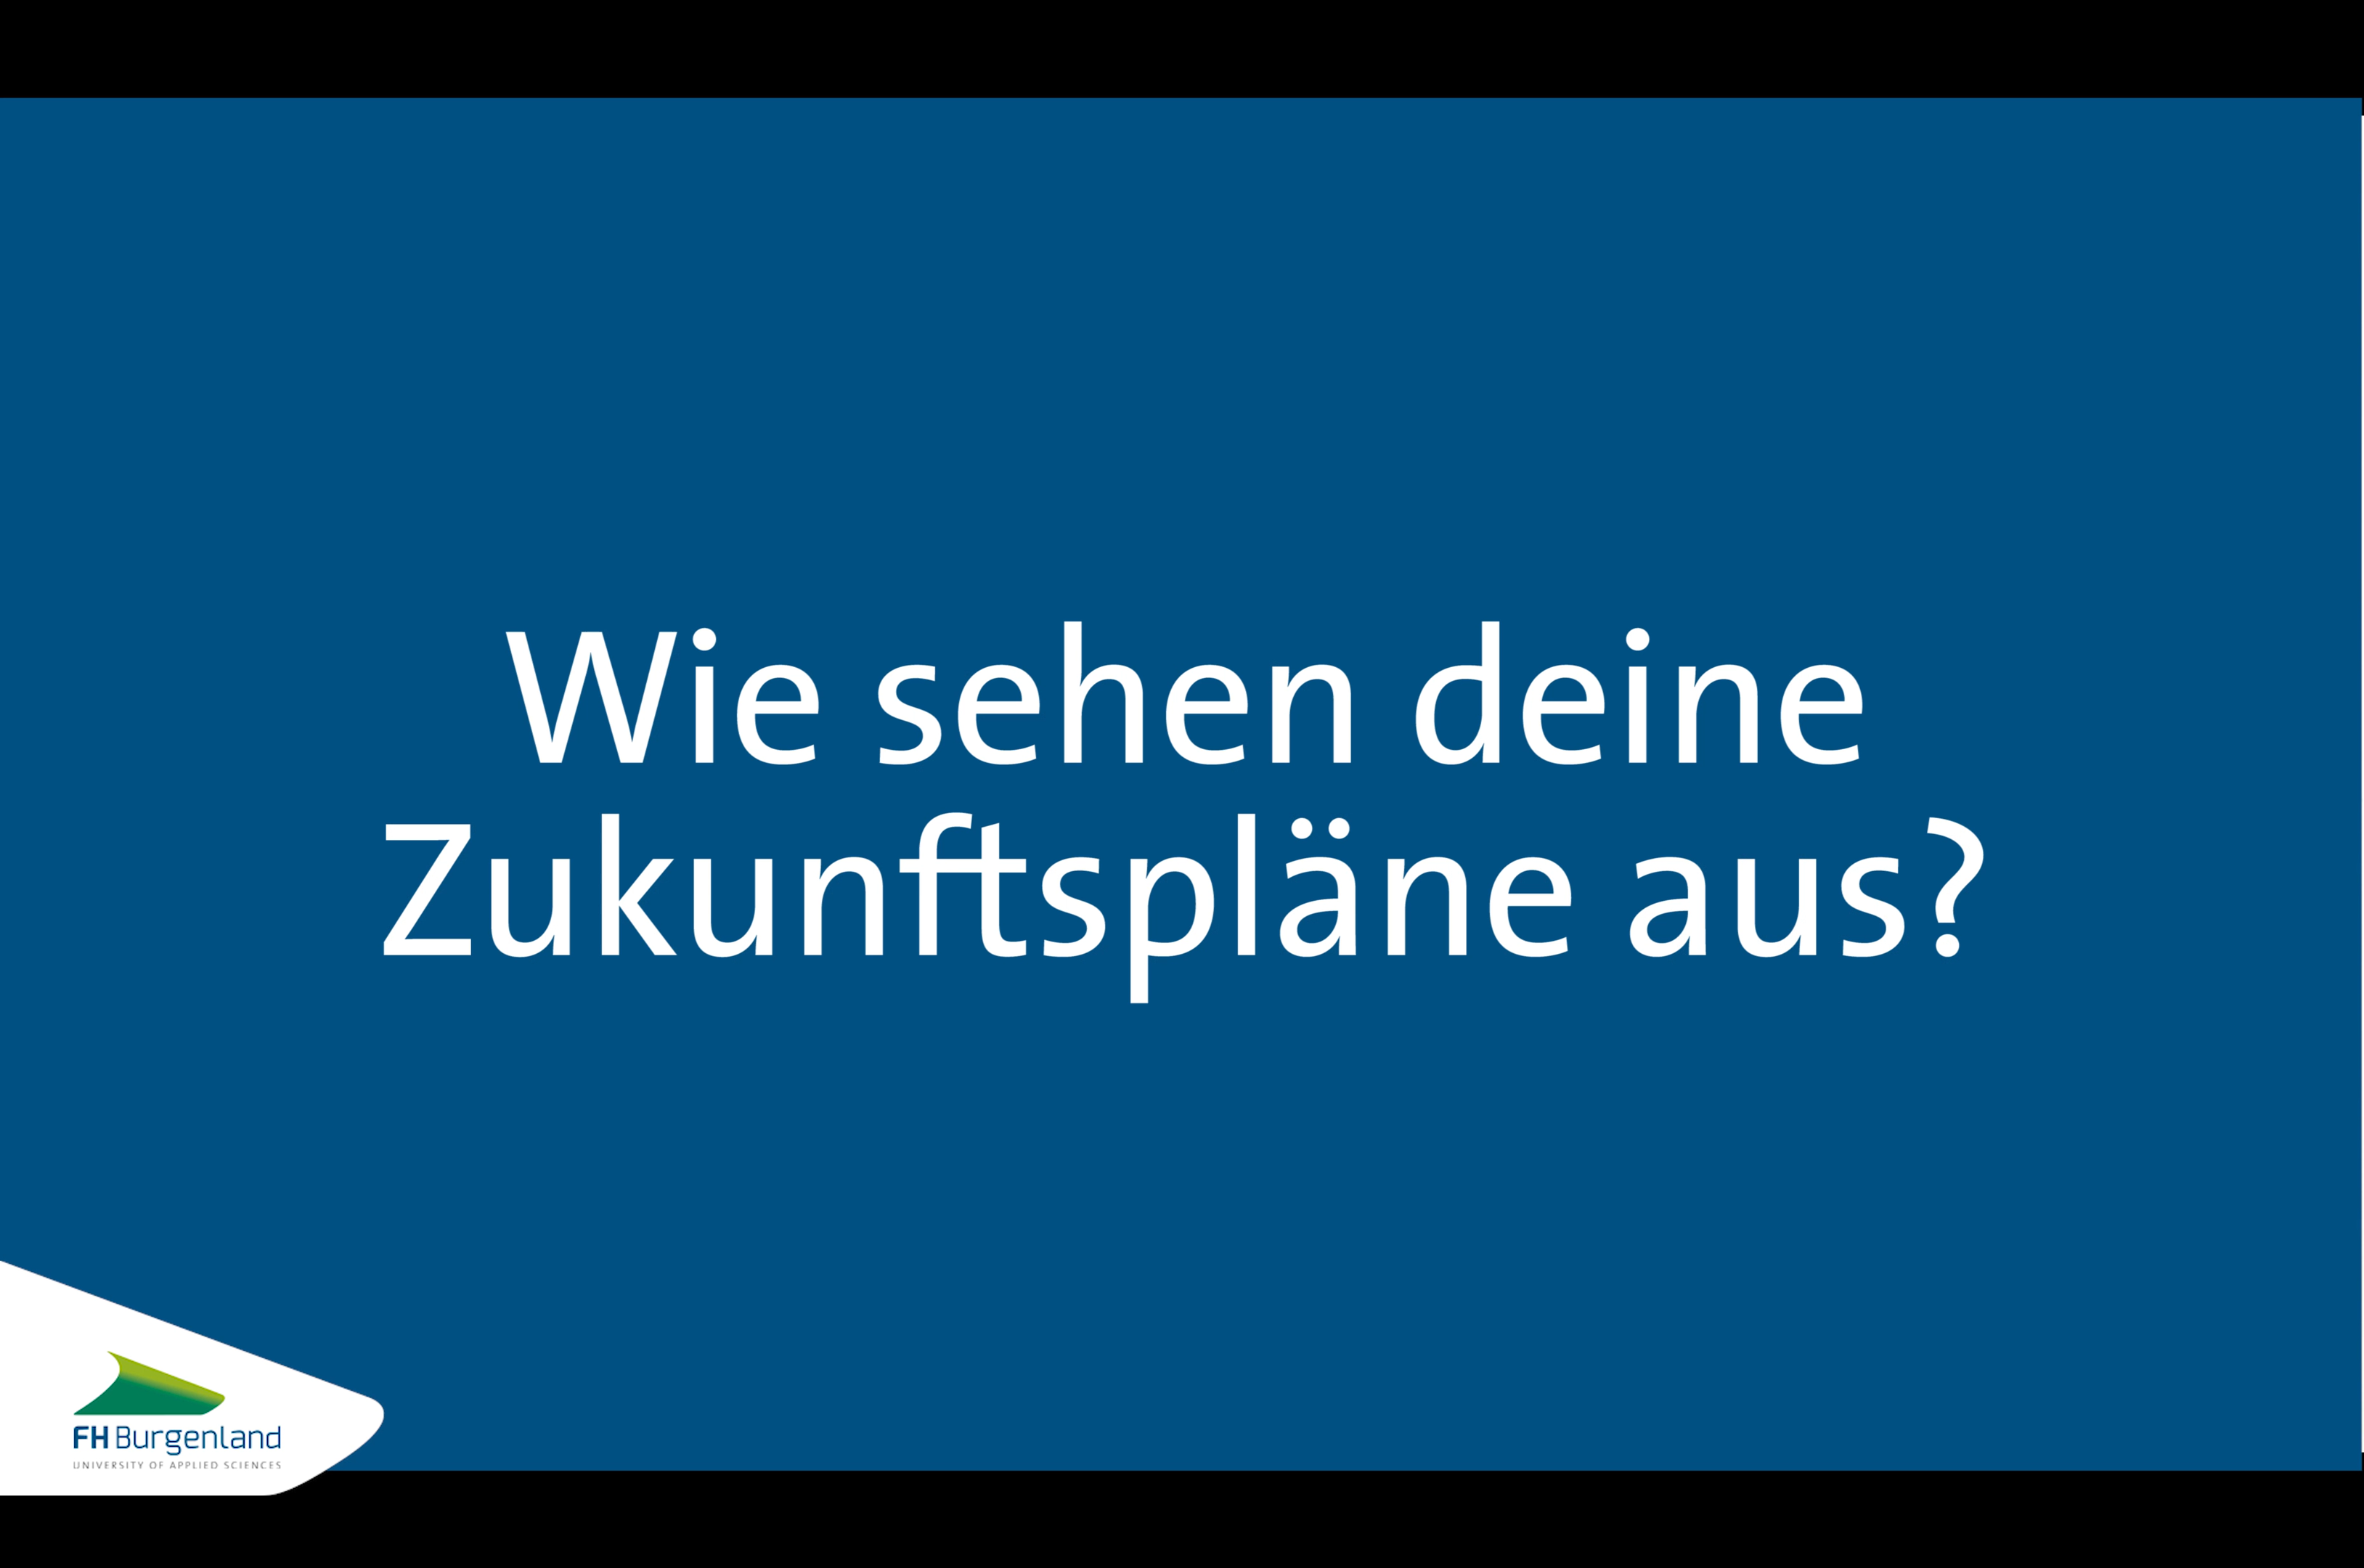 Wie sehen deine
Zukunftspläne aus?
FH Burgenland
UNIVERSITY OF APPLIED SCIENCES